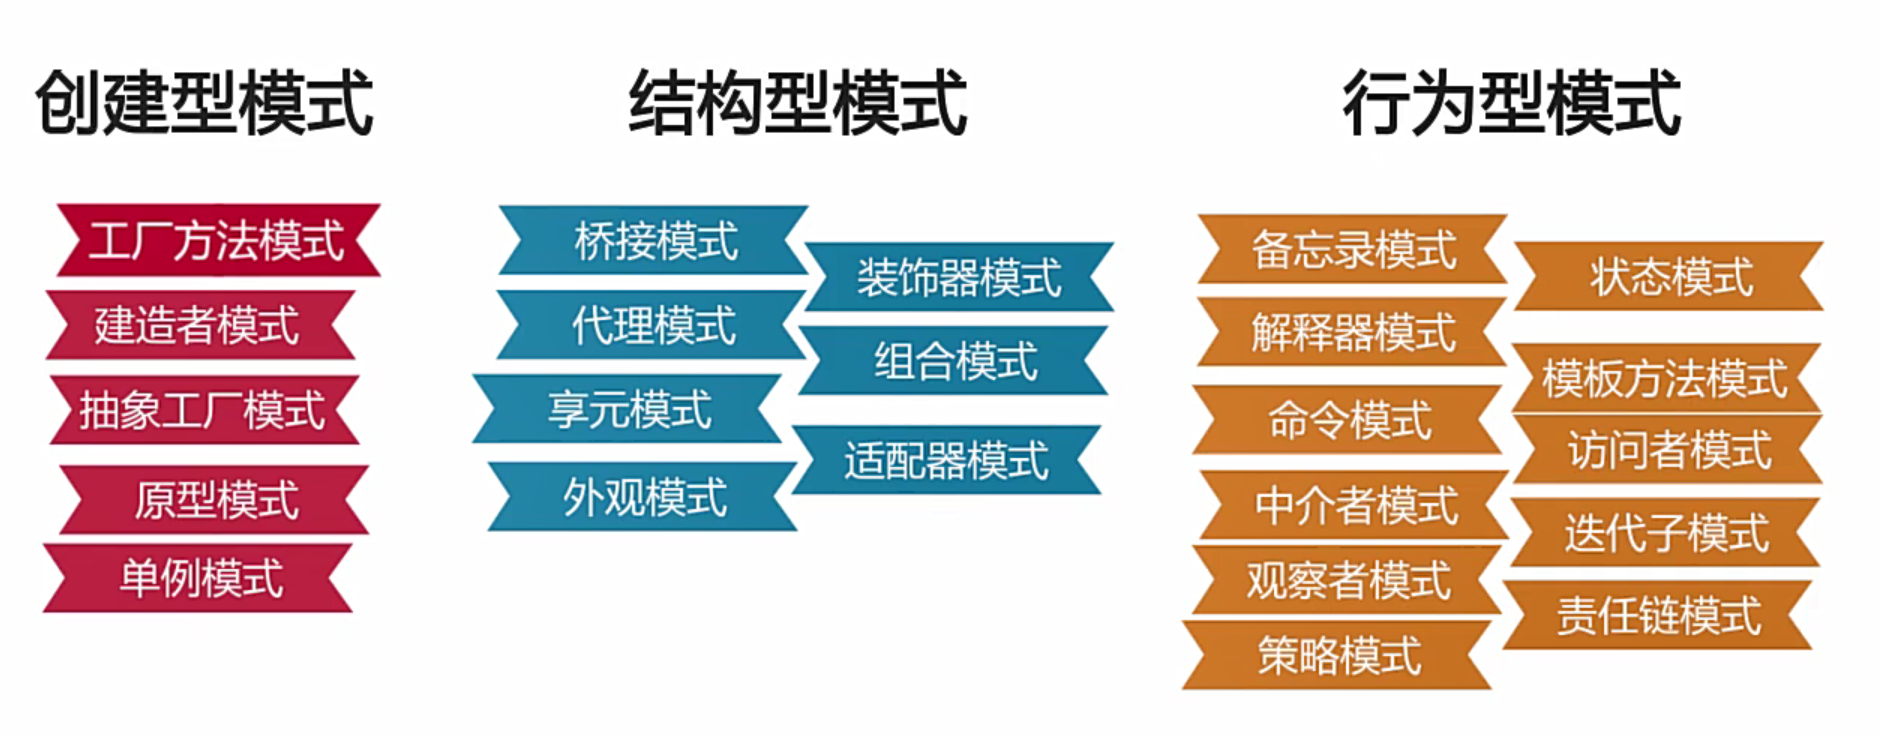 创建型模式
工厂方法模式
建造者模式
抽象工厂模式
原型模式
单例模式
结构型模式
桥接模式
代理模式
享元模式
外观模式
装饰器模式
组合模式
适配器模式
行为型模式
备忘录模式
解释器模式
命令模式
中介者模式
观察者模式
策略模式
状态模式
模板方法模式
访问者模式
迭代子模式
责任链模式